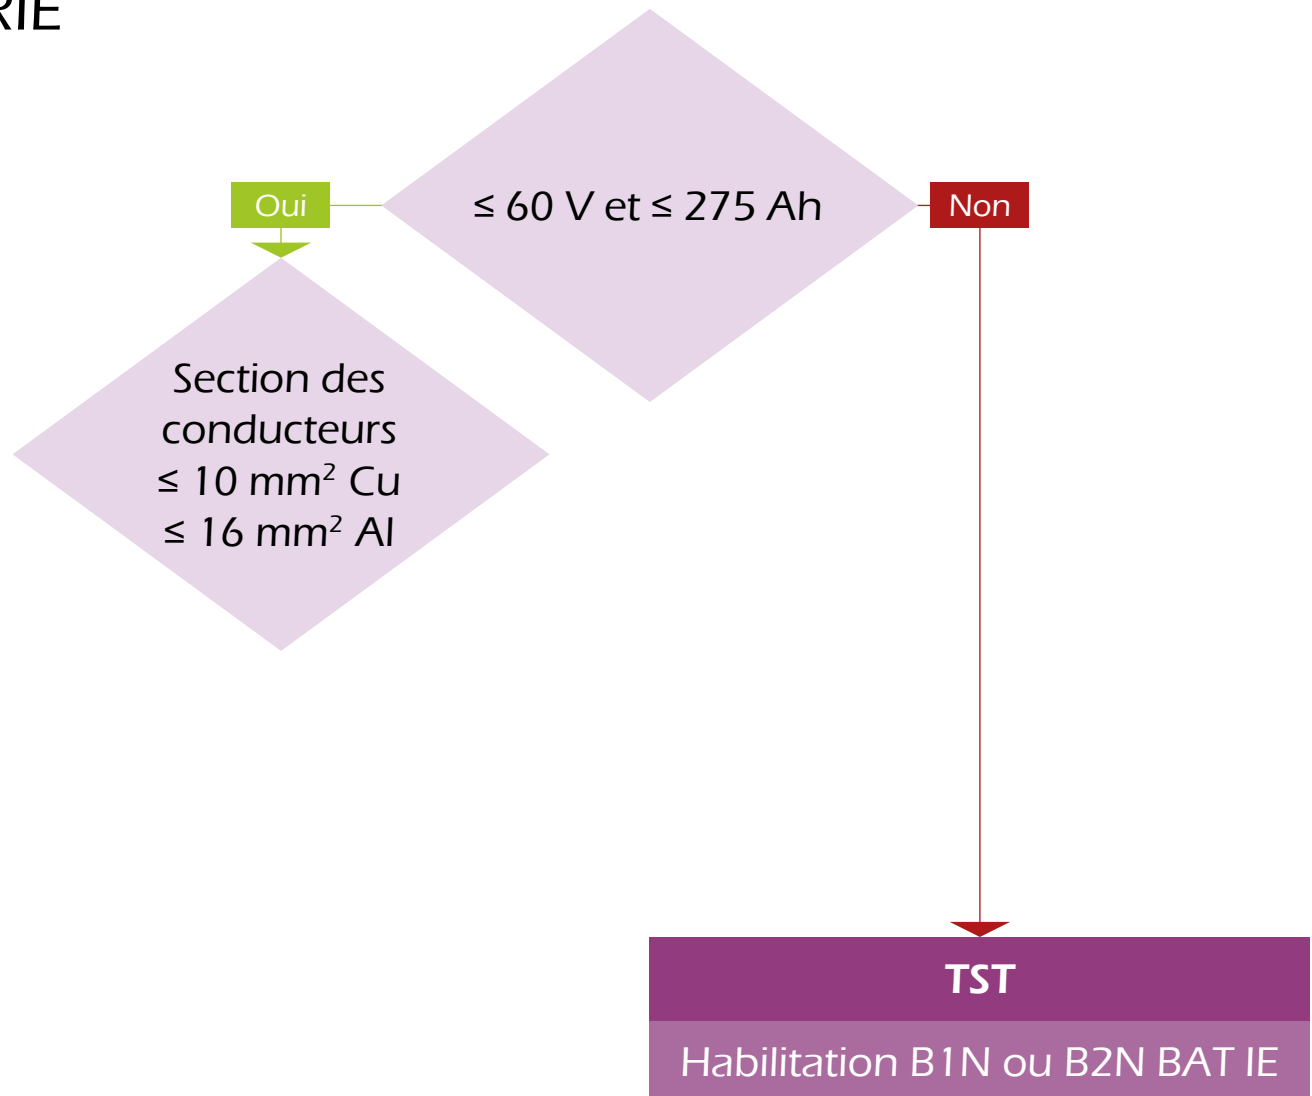 ≤ 60 V et ≤ 275 Ah
Oui
Non
Section des
conducteurs
≤ 10 mm² Cu
≤ 16 mm² Al
TST
Habilitation B1N ou B2N BAT IE